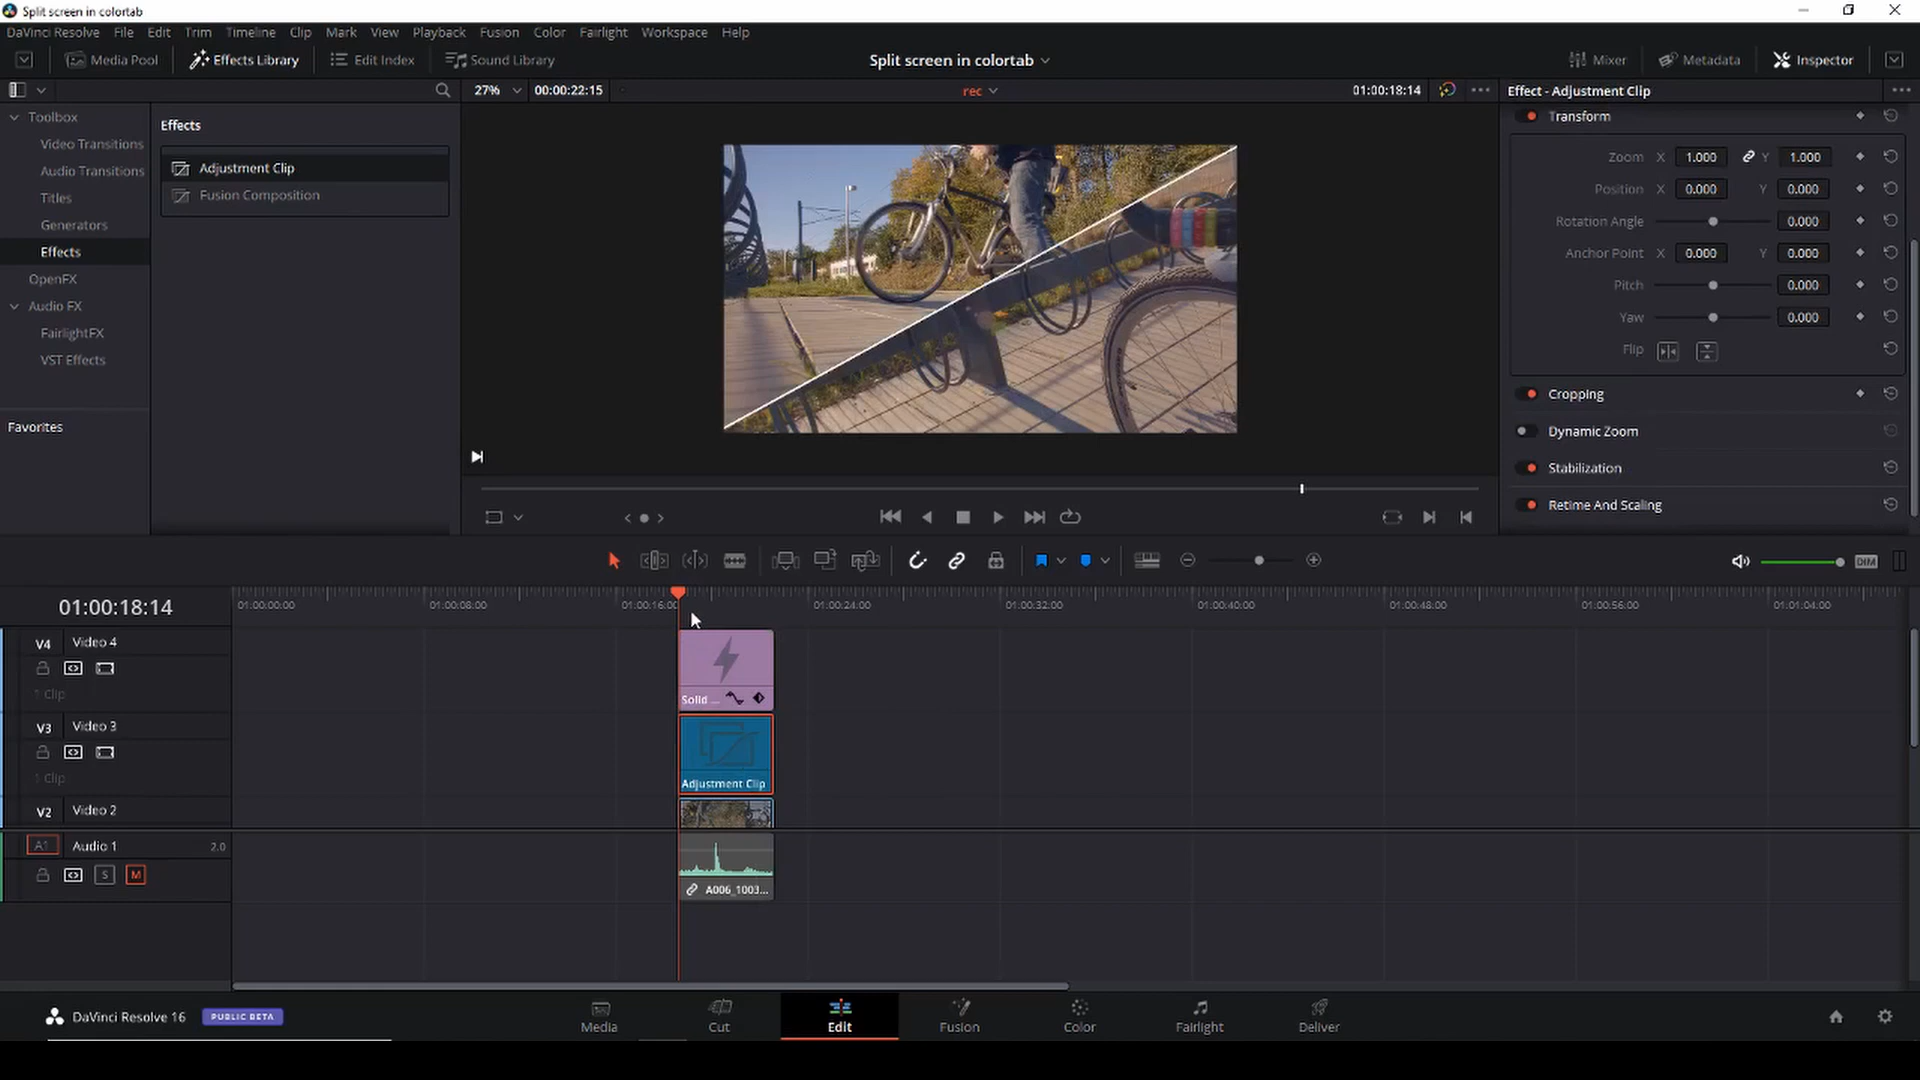 Split screen in colortab
DaVinci Resolve File Edit Trim Timeline Clip Mark View Playback Fusion Color Fairlight Workspace Help
Media Pool Effects Library Edit Index Sound Library Split screen in colortab Mixer Metadata Inspector
27% 00:00:22:15 rec 01:00:18:14 Effect - Adjustment Clip
Toolbox
Video Transitions
Audio Transitions
Titles
Generators
Effects
OpenFX
Audio FX
FairlightFX
VST Effects
Favorites
Effects
Adjustment Clip
Fusion Composition
Transform
Zoom X 1.000 Y 1.000
Position X 0.000 Y 0.000
Rotation Angle 0.000
Anchor Point X 0.000 Y 0.000
Pitch 0.000
Yaw 0.000
Flip
Cropping
Dynamic Zoom
Stabilization
Retime And Scaling
DIM
01:00:18:14
01:00:00:00 01:00:08:00 01:00:16:00 01:00:24:00 01:00:32:00 01:00:40:00 01:00:48:00 01:00:56:00 01:01:04:00
V4 Video 4
1 Clip
Solid ...
V3 Video 3
1 Clip
Adjustment Clip
V2 Video 2
A1 Audio 1 2.0
S M
A006_1003...
DaVinci Resolve 16 PUBLIC BETA
Media Cut Edit Fusion Color Fairlight Deliver